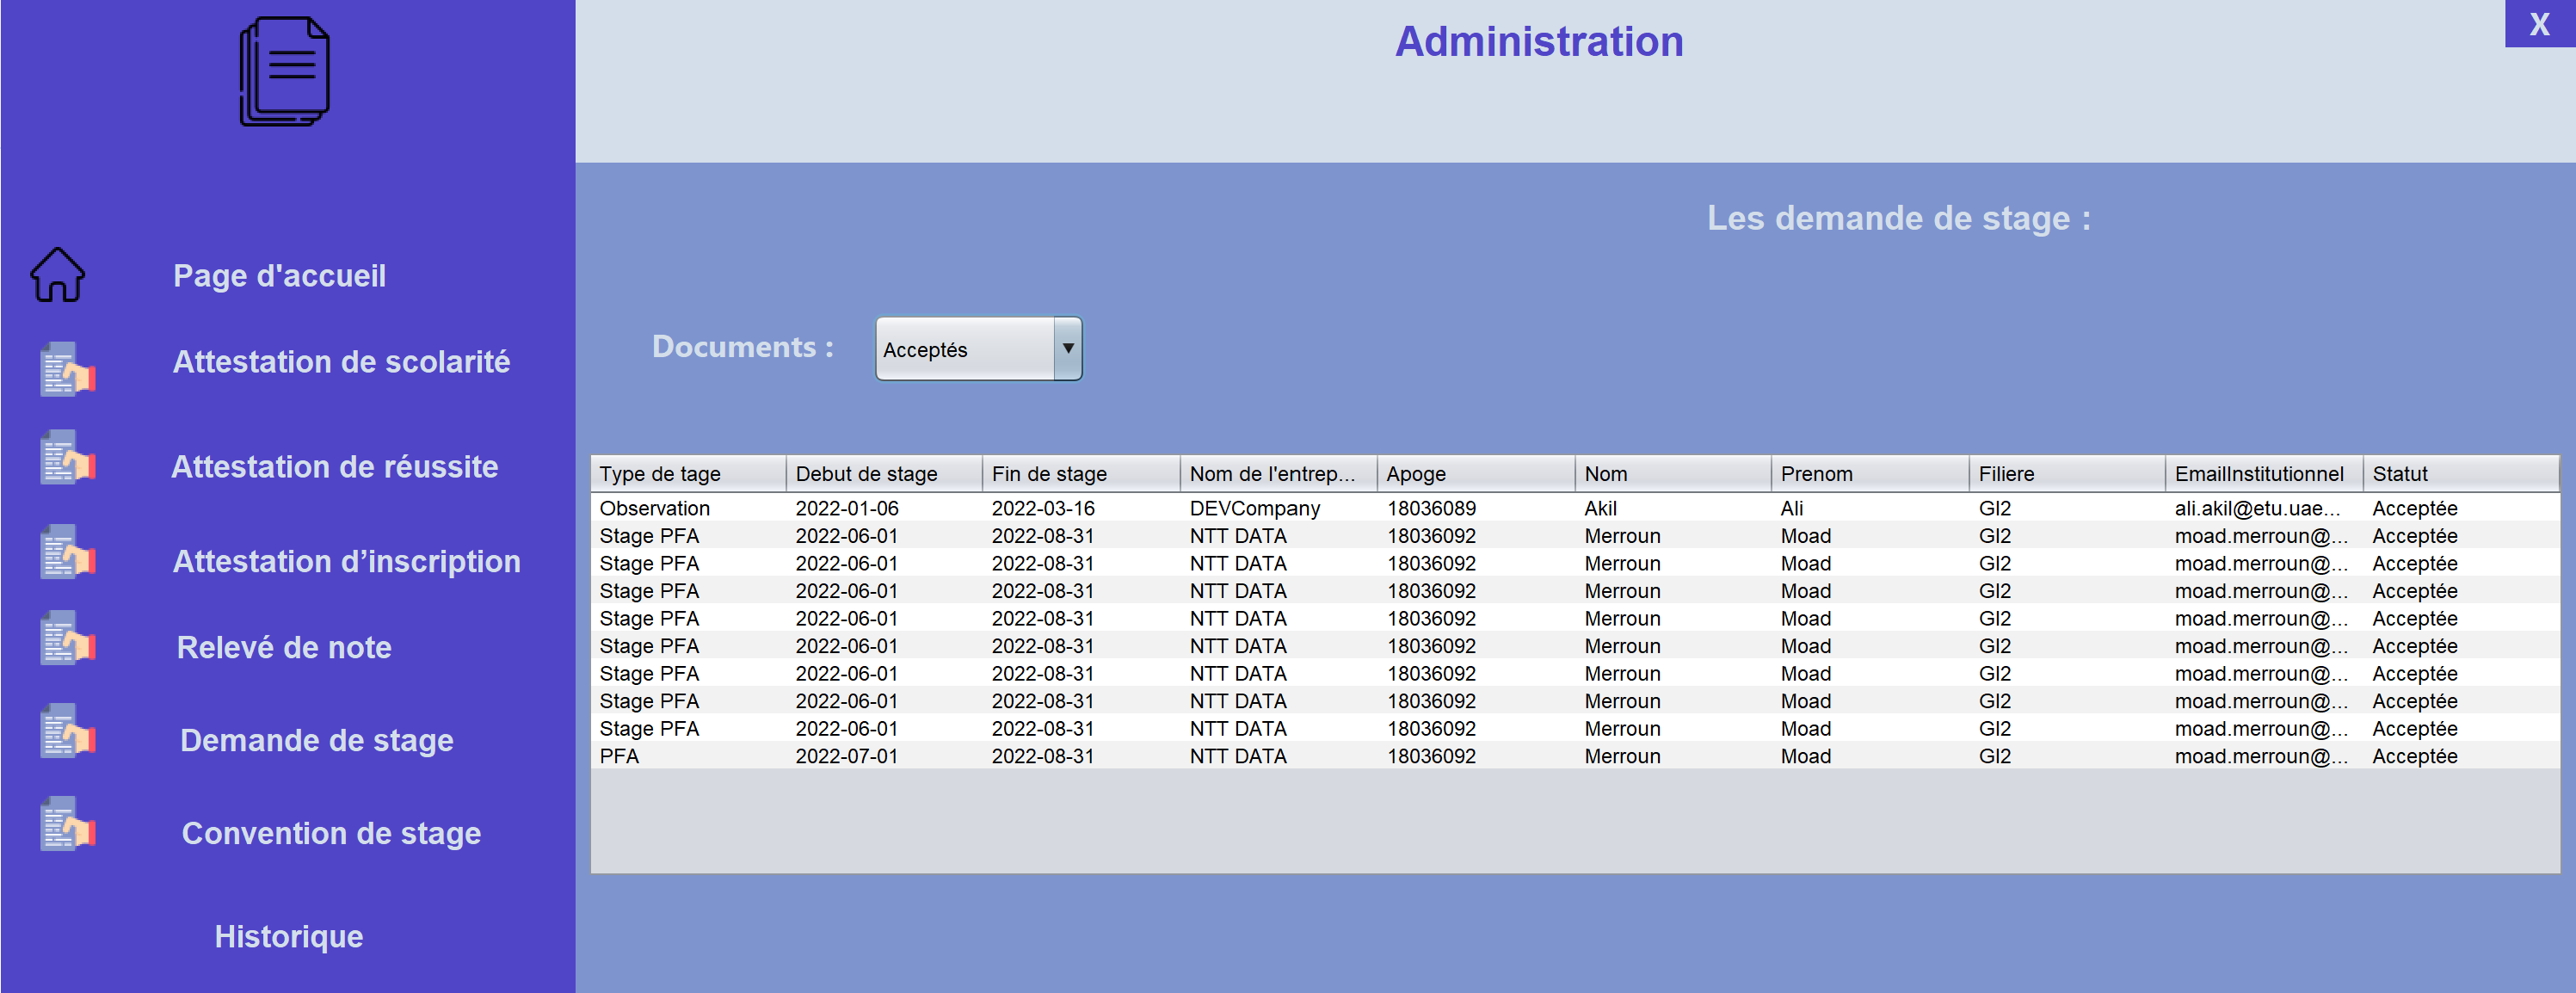 Administration
X
Page d'accueil
Attestation de scolarité
Attestation de réussite
Attestation d’inscription
Relevé de note
Demande de stage
Convention de stage
Historique
Les demande de stage :
Documents :
Acceptés
Type de tage Debut de stage Fin de stage Nom de l'entrep... Apoge Nom Prenom Filiere EmailInstitutionnel Statut
Observation 2022-01-06 2022-03-16 DEVCompany 18036089 Akil Ali GI2 ali.akil@etu.uae... Acceptée
Stage PFA 2022-06-01 2022-08-31 NTT DATA 18036092 Merroun Moad GI2 moad.merroun@... Acceptée
Stage PFA 2022-06-01 2022-08-31 NTT DATA 18036092 Merroun Moad GI2 moad.merroun@... Acceptée
Stage PFA 2022-06-01 2022-08-31 NTT DATA 18036092 Merroun Moad GI2 moad.merroun@... Acceptée
Stage PFA 2022-06-01 2022-08-31 NTT DATA 18036092 Merroun Moad GI2 moad.merroun@... Acceptée
Stage PFA 2022-06-01 2022-08-31 NTT DATA 18036092 Merroun Moad GI2 moad.merroun@... Acceptée
Stage PFA 2022-06-01 2022-08-31 NTT DATA 18036092 Merroun Moad GI2 moad.merroun@... Acceptée
Stage PFA 2022-06-01 2022-08-31 NTT DATA 18036092 Merroun Moad GI2 moad.merroun@... Acceptée
Stage PFA 2022-06-01 2022-08-31 NTT DATA 18036092 Merroun Moad GI2 moad.merroun@... Acceptée
PFA 2022-07-01 2022-08-31 NTT DATA 18036092 Merroun Moad GI2 moad.merroun@... Acceptée